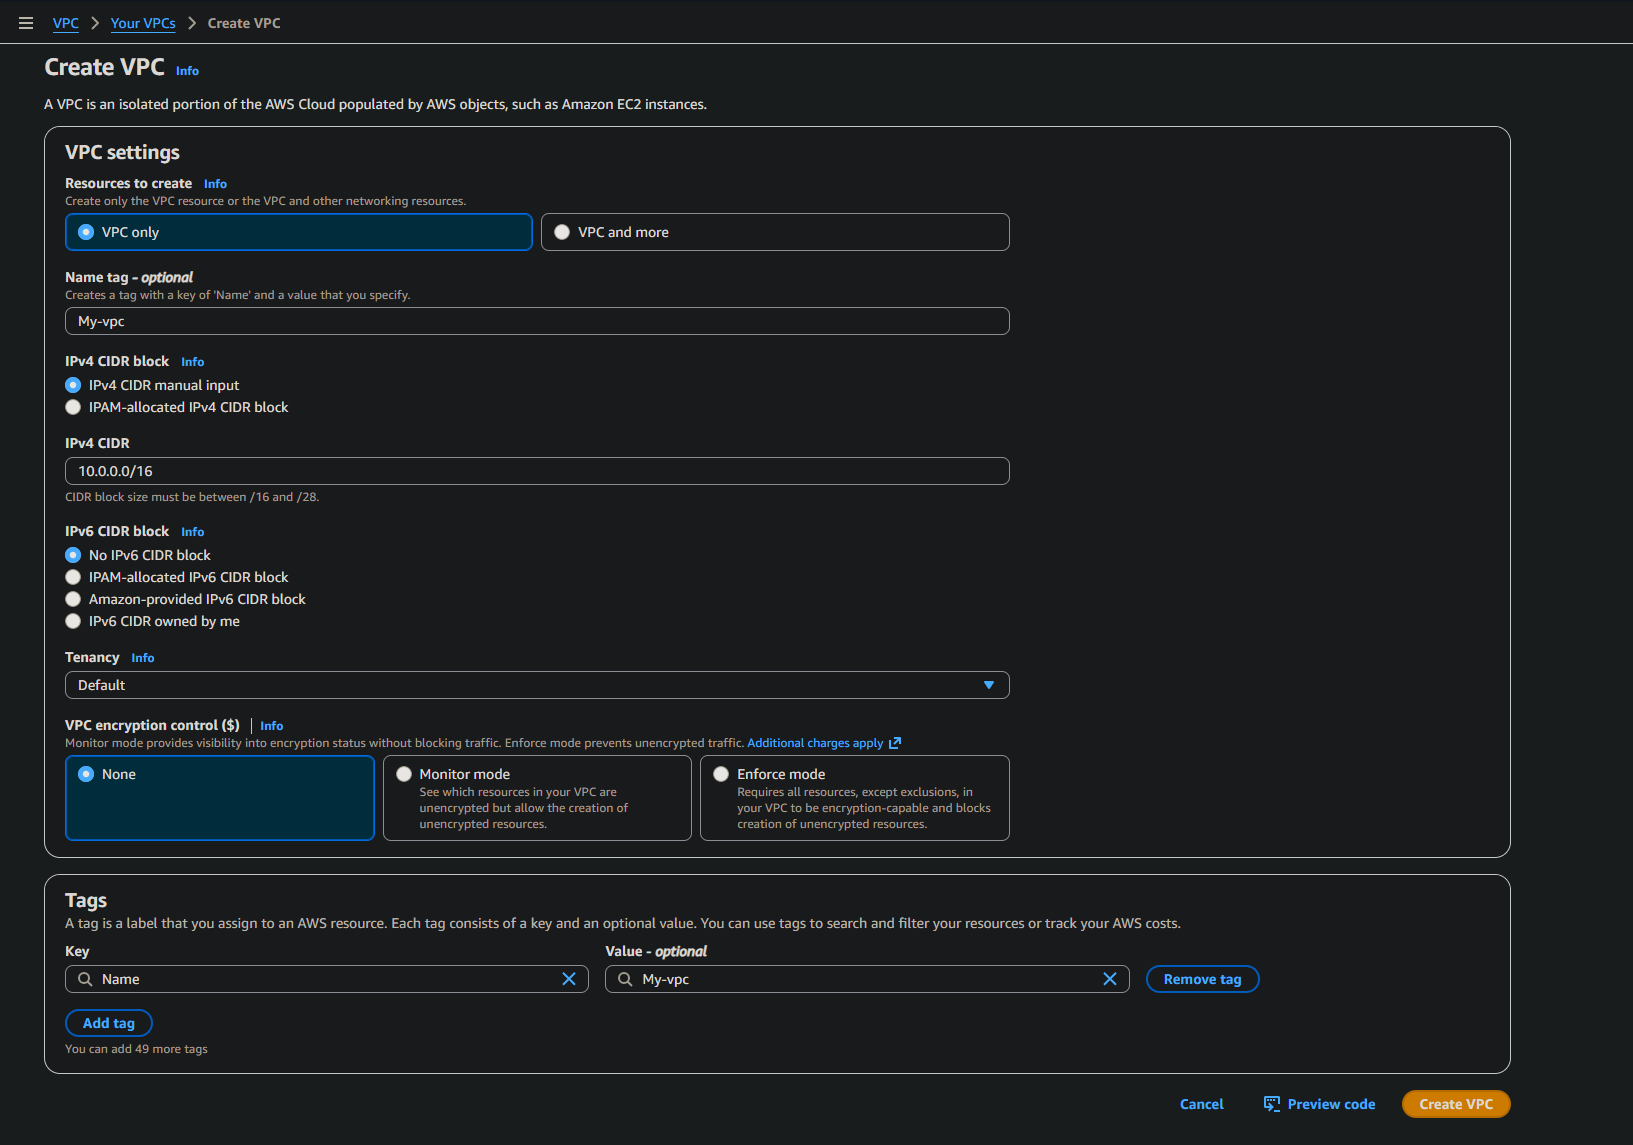 VPC > Your VPCs > Create VPC
Create VPC Info
A VPC is an isolated portion of the AWS Cloud populated by AWS objects, such as Amazon EC2 instances.
VPC settings
Resources to create Info
Create only the VPC resource or the VPC and other networking resources.
VPC only
VPC and more
Name tag - optional
Creates a tag with a key of 'Name' and a value that you specify.
My-vpc
IPv4 CIDR block Info
IPv4 CIDR manual input
IPAM-allocated IPv4 CIDR block
IPv4 CIDR
10.0.0.0/16
CIDR block size must be between /16 and /28.
IPv6 CIDR block Info
No IPv6 CIDR block
IPAM-allocated IPv6 CIDR block
Amazon-provided IPv6 CIDR block
IPv6 CIDR owned by me
Tenancy Info
Default
VPC encryption control ($) | Info
Monitor mode provides visibility into encryption status without blocking traffic. Enforce mode prevents unencrypted traffic. Additional charges apply
None
Monitor mode
See which resources in your VPC are
unencrypted but allow the creation of
unencrypted resources.
Enforce mode
Requires all resources, except exclusions, in
your VPC to be encryption-capable and blocks
creation of unencrypted resources.
Tags
A tag is a label that you assign to an AWS resource. Each tag consists of a key and an optional value. You can use tags to search and filter your resources or track your AWS costs.
Key
Value - optional
Name
My-vpc
Remove tag
Add tag
You can add 49 more tags
Cancel
Preview code
Create VPC